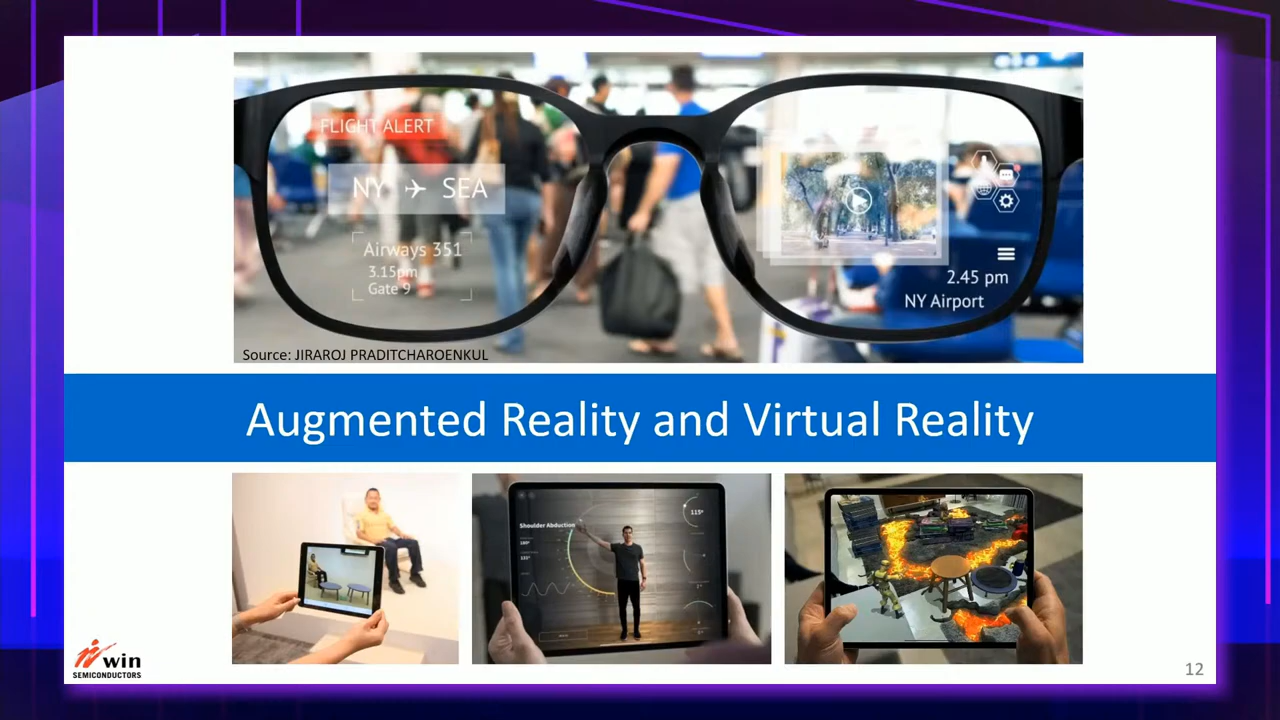 FLIGHT ALERT
NY ✈ SEA
Airways 351
3.15pm
Gate 9
2.45 pm
NY Airport
Source: JIRAROJ PRADITCHAROENKUL
Augmented Reality and Virtual Reality
Shoulder Abduction
115°
win
SEMICONDUCTORS
12